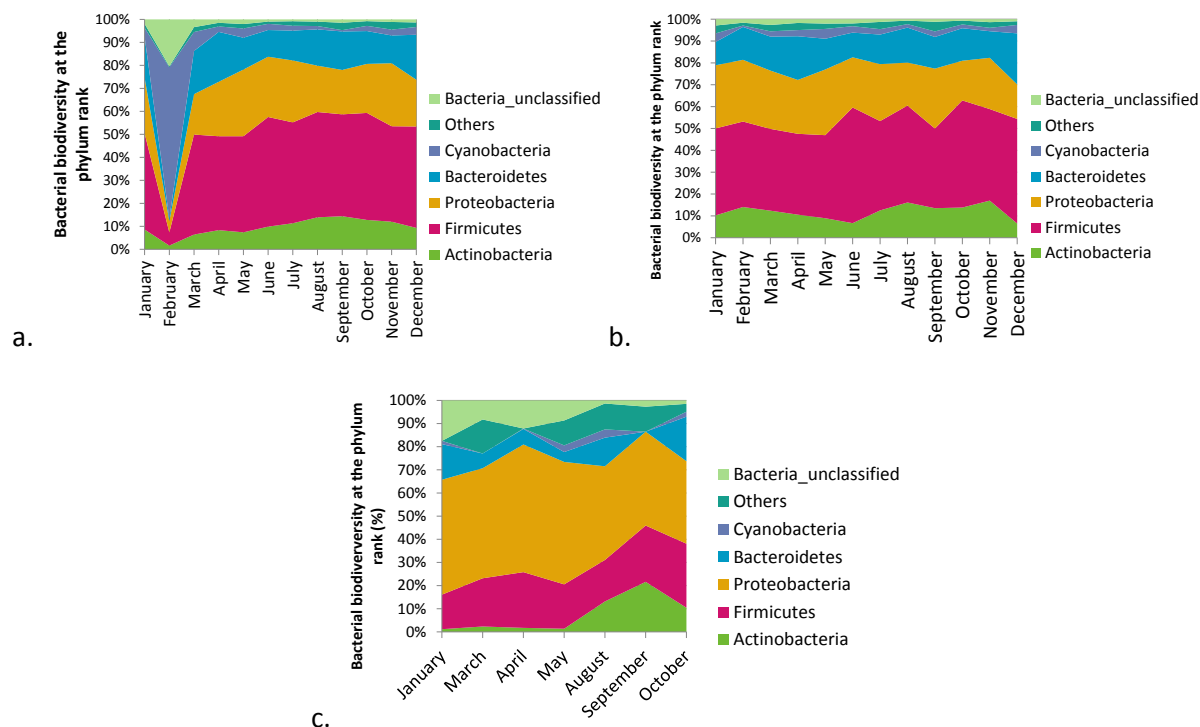 Bacterial biodiversity at the
phylum rank
100%
90%
80%
70%
60%
50%
40%
30%
20%
10%
0%
January
February
March
April
May
June
July
August
September
October
November
December
Bacteria_unclassified
Others
Cyanobacteria
Bacteroidetes
Proteobacteria
Firmicutes
Actinobacteria
a.
Bacterial biodiversity at the phylum rank
100%
90%
80%
70%
60%
50%
40%
30%
20%
10%
0%
January
February
March
April
May
June
July
August
September
October
November
December
Bacteria_unclassified
Others
Cyanobacteria
Bacteroidetes
Proteobacteria
Firmicutes
Actinobacteria
b.
Bacterial biodiverversity at the phylum
rank (%)
100%
90%
80%
70%
60%
50%
40%
30%
20%
10%
0%
January
March
April
May
August
September
October
Bacteria_unclassified
Others
Cyanobacteria
Bacteroidetes
Proteobacteria
Firmicutes
Actinobacteria
c.